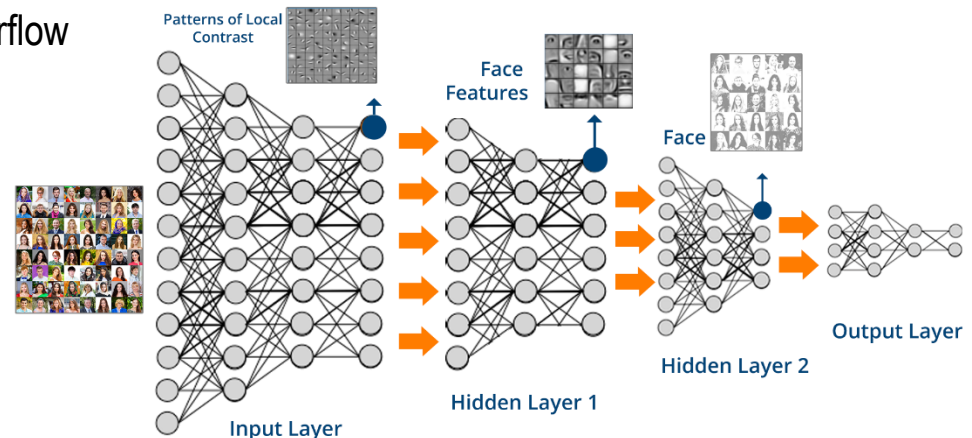 rflow
Patterns of Local
Contrast
Face
Features
Face
Input Layer
Hidden Layer 1
Hidden Layer 2
Output Layer